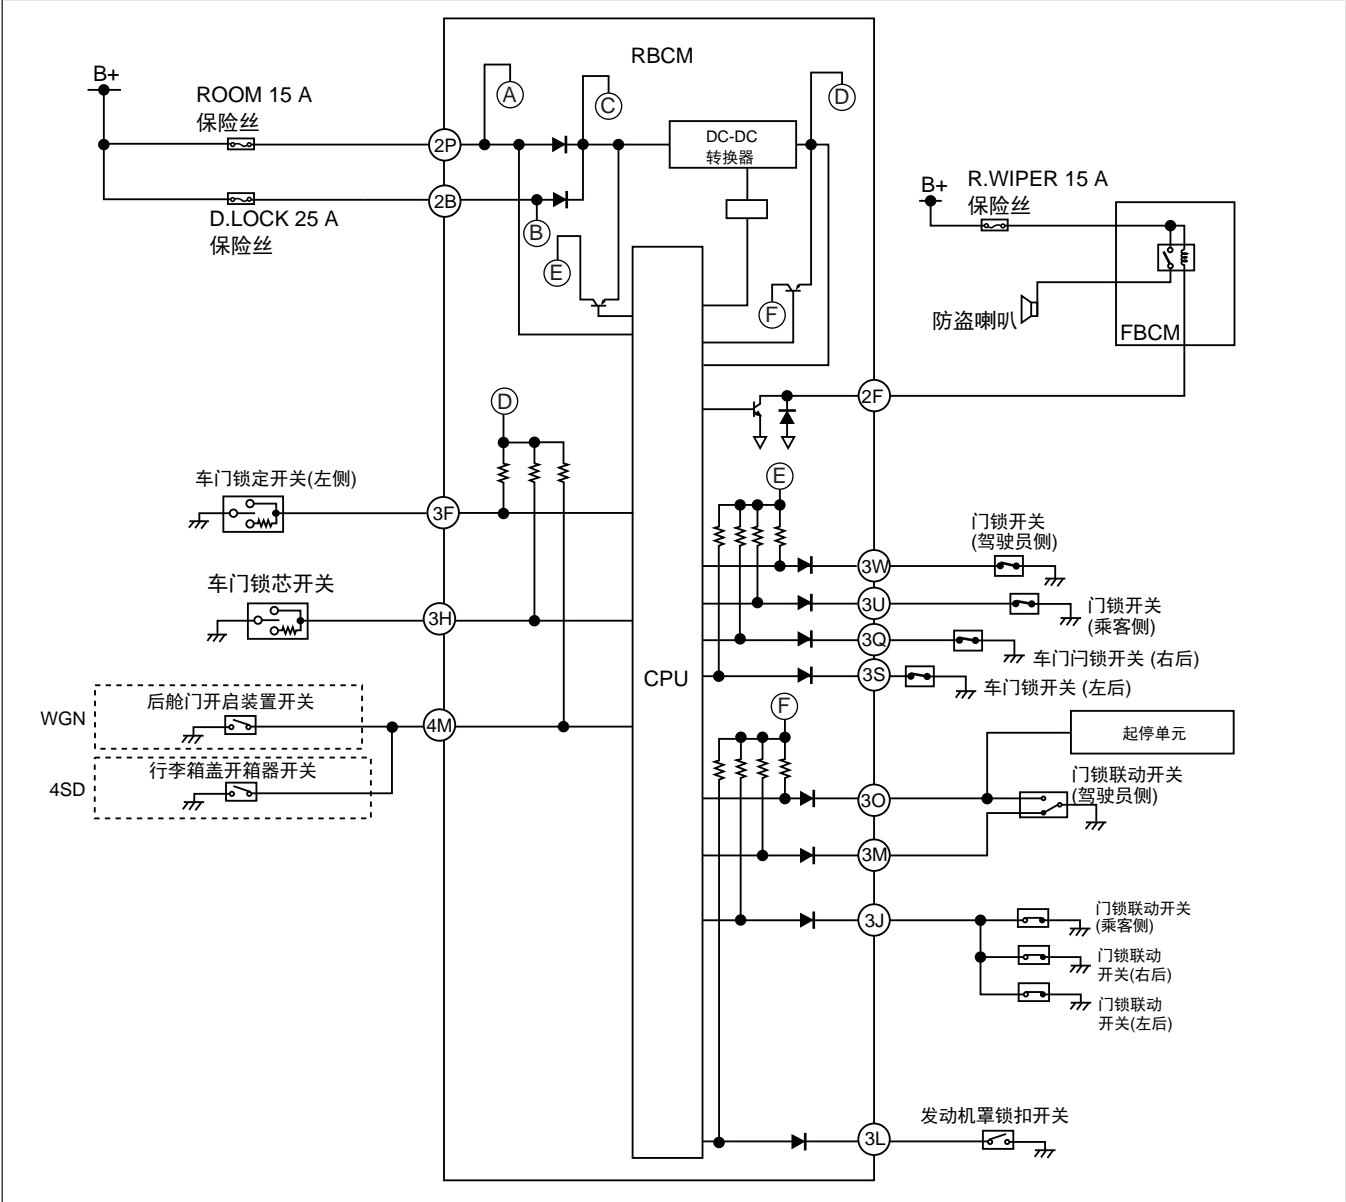 RBCM
B+
A
C
D
ROOM 15 A
保险丝
DC-DC
转换器
2P
2B
D.LOCK 25 A
保险丝
B
E
F
B+
R.WIPER 15 A
保险丝
防盗喇叭
FBCM
2F
D
车门锁定开关(左侧)
3F
车门锁芯开关
3H
E
3W
门锁开关
(驾驶员侧)
3U
门锁开关
(乘客侧)
3Q
车门闩锁开关 (右后)
3S
车门锁开关 (左后)
CPU
WGN
后舱门开启装置开关
4M
4SD
行李箱盖开箱器开关
F
起停单元
3O
门锁联动开关
(驾驶员侧)
3M
3J
门锁联动开关
(乘客侧)
门锁联动
开关(右后)
门锁联动
开关(左后)
3L
发动机罩锁扣开关